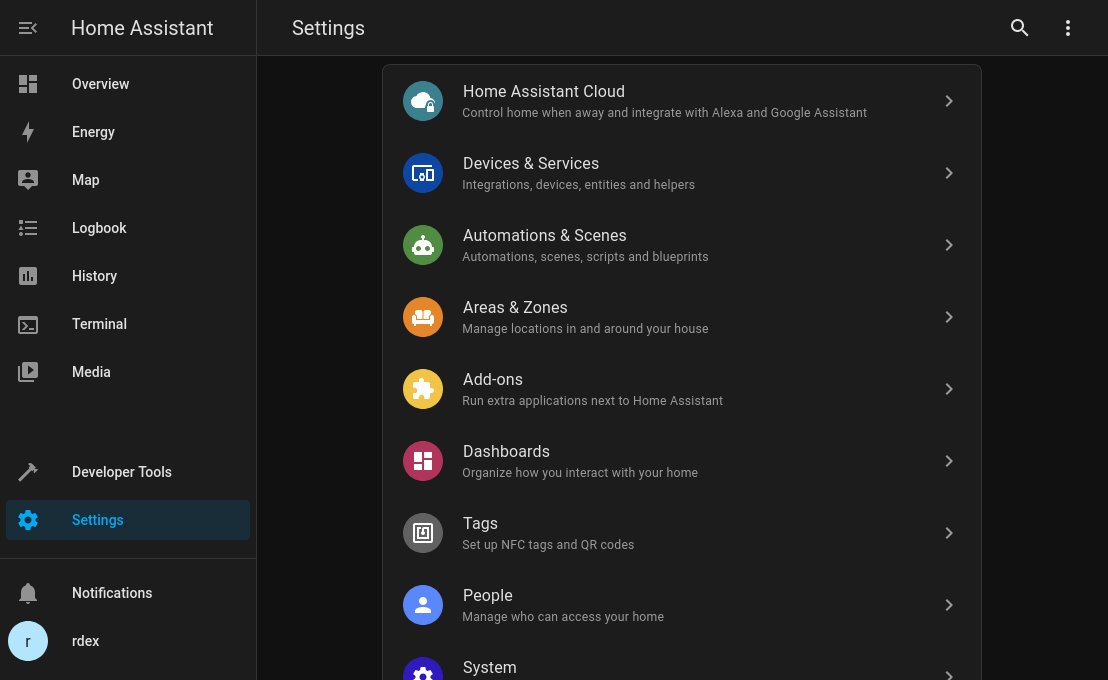 Home Assistant
Overview
Energy
Map
Logbook
History
Terminal
Media
Developer Tools
Settings
Notifications
r
rdex
Settings
Home Assistant Cloud
Control home when away and integrate with Alexa and Google Assistant
Devices & Services
Integrations, devices, entities and helpers
Automations & Scenes
Automations, scenes, scripts and blueprints
Areas & Zones
Manage locations in and around your house
Add-ons
Run extra applications next to Home Assistant
Dashboards
Organize how you interact with your home
Tags
Set up NFC tags and QR codes
People
Manage who can access your home
System